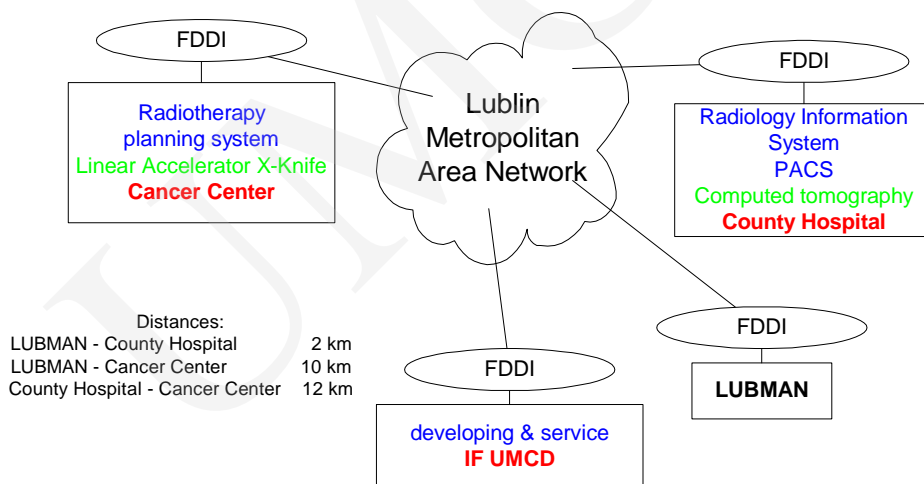 FDDI
Radiotherapy
planning system
Linear Accelerator X-Knife
Cancer Center
Lublin
Metropolitan
Area Network
FDDI
Radiology Information
System
PACS
Computed tomography
County Hospital
Distances:
LUBMAN - County Hospital 2 km
LUBMAN - Cancer Center 10 km
County Hospital - Cancer Center 12 km
FDDI
developing & service
IF UMCD
FDDI
LUBMAN